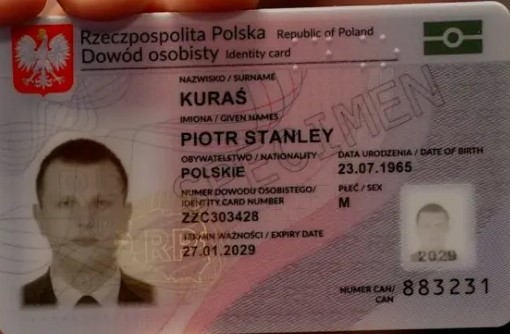 Rzeczpospolita Polska Republic of Poland
Dowód osobisty Identity card
NAZWISKO / SURNAME
KURAŚ
IMIONA / GIVEN NAMES
PIOTR STANLEY
OBYWATELSTWO / NATIONALITY DATA URODZENIA / DATE OF BIRTH
POLSKIE 23.07.1965
NUMER DOWODU OSOBISTEGO/ PŁEĆ / SEX
IDENTITY CARD NUMBER M
ZZC303428
TERMIN WAŻNOŚCI / EXPIRY DATE
27.01.2029
SPECIMEN
RP
2029
NUMER CAN/ 883231
CAN